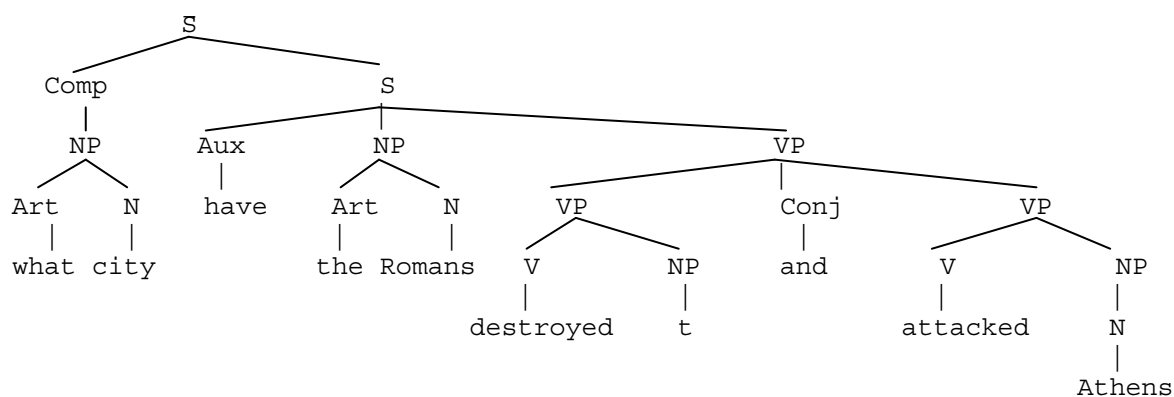 S
Comp S
NP Aux NP VP
Art N have Art N VP Conj VP
what city the Romans V NP and V NP
destroyed t attacked N
Athens